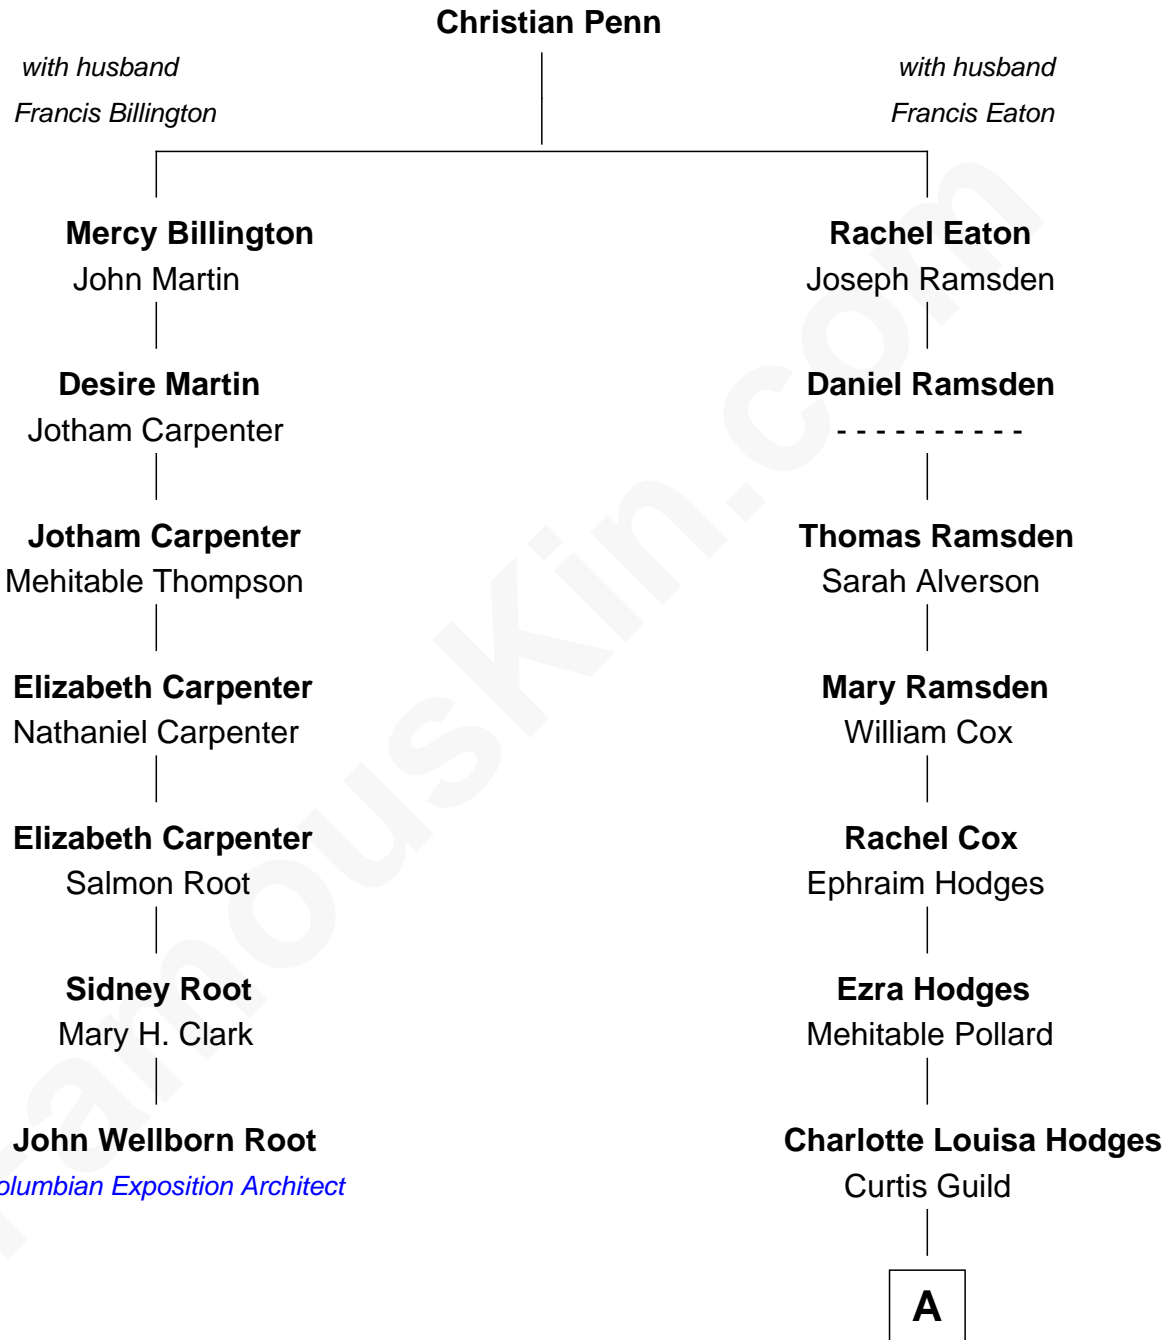 Christian Penn
with husband
Francis Billington
with husband
Francis Eaton
Mercy Billington
John Martin
Rachel Eaton
Joseph Ramsden
Desire Martin
Jotham Carpenter
Daniel Ramsden
- - - - - - - - - -
Jotham Carpenter
Mehitable Thompson
Thomas Ramsden
Sarah Alverson
Elizabeth Carpenter
Nathaniel Carpenter
Mary Ramsden
William Cox
Elizabeth Carpenter
Salmon Root
Rachel Cox
Ephraim Hodges
Sidney Root
Mary H. Clark
Ezra Hodges
Mehitable Pollard
John Wellborn Root
olumbian Exposition Architect
Charlotte Louisa Hodges
Curtis Guild
A
FamousKin.com